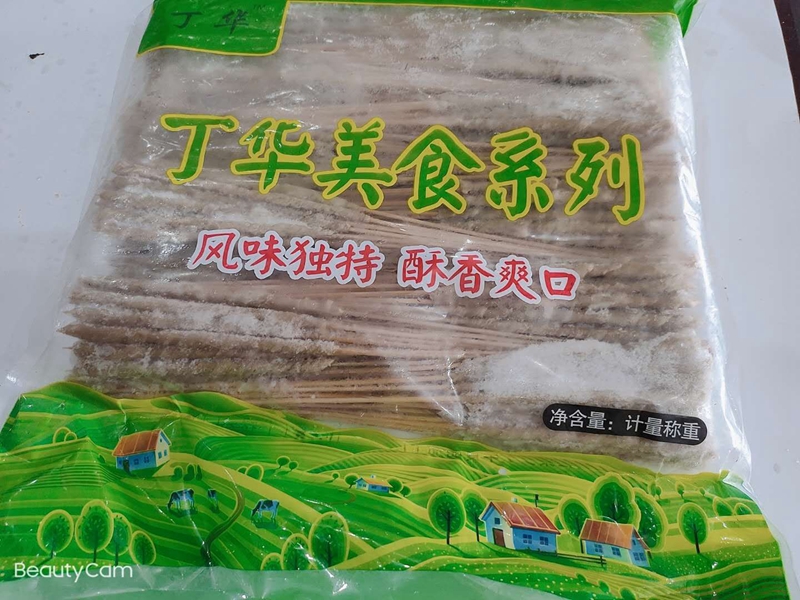 丁华
丁华美食系列
风味独特 酥香爽口
净含量：计量称重
BeautyCam